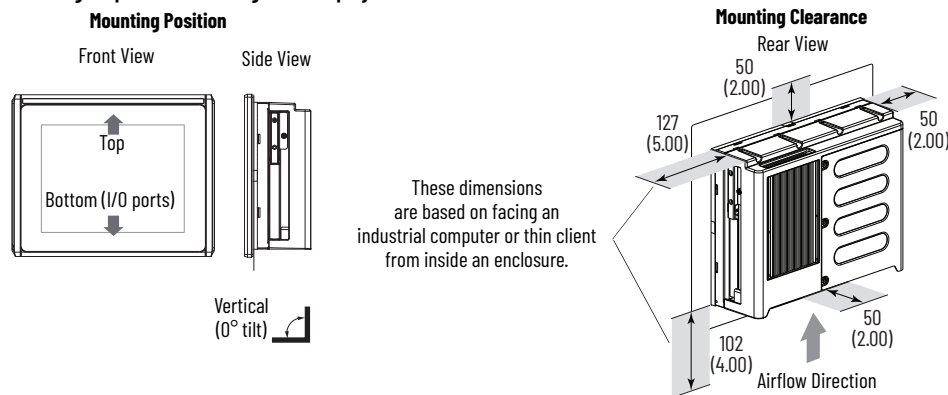 Mounting Position
Front View
Side View
Top
Bottom (I/O ports)
Vertical
(0° tilt)
These dimensions
are based on facing an
industrial computer or thin client
from inside an enclosure.
Mounting Clearance
Rear View
50
(2.00)
127
(5.00)
50
(2.00)
102
(4.00)
50
(2.00)
Airflow Direction